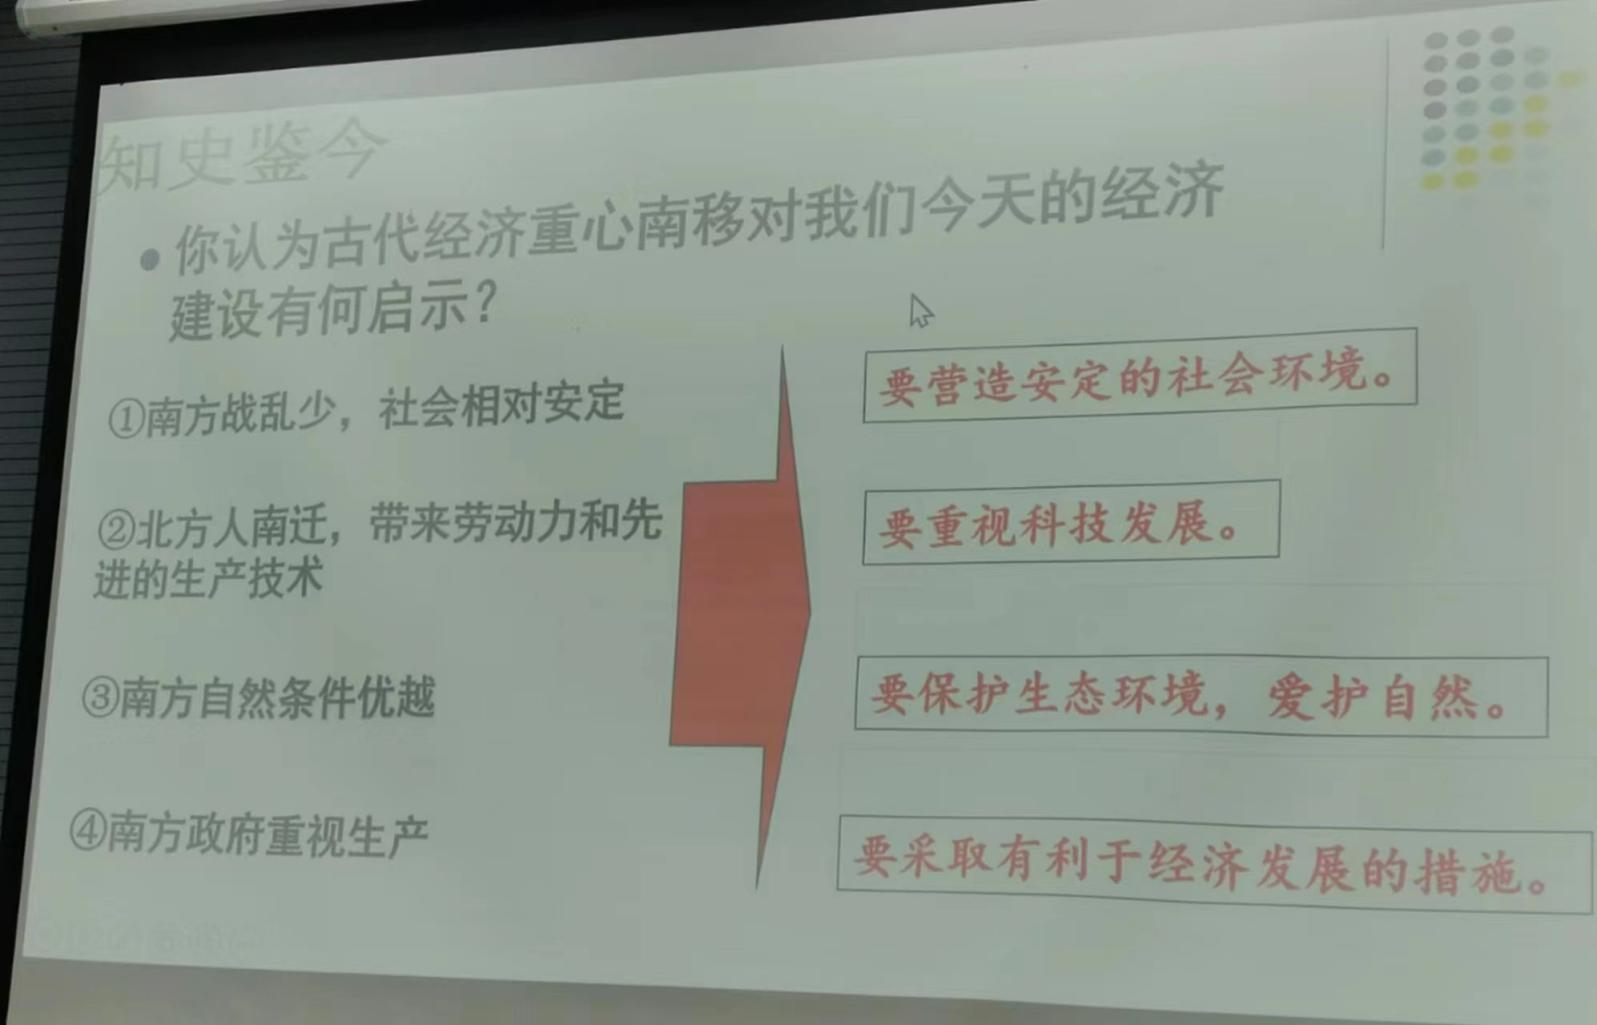 知史鉴今
你认为古代经济重心南移对我们今天的经济
建设有何启示？
①南方战乱少，社会相对安定
要营造安定的社会环境。
②北方人南迁，带来劳动力和先
进的生产技术
要重视科技发展。
③南方自然条件优越
要保护生态环境，爱护自然。
④南方政府重视生产
要采取有利于经济发展的措施。